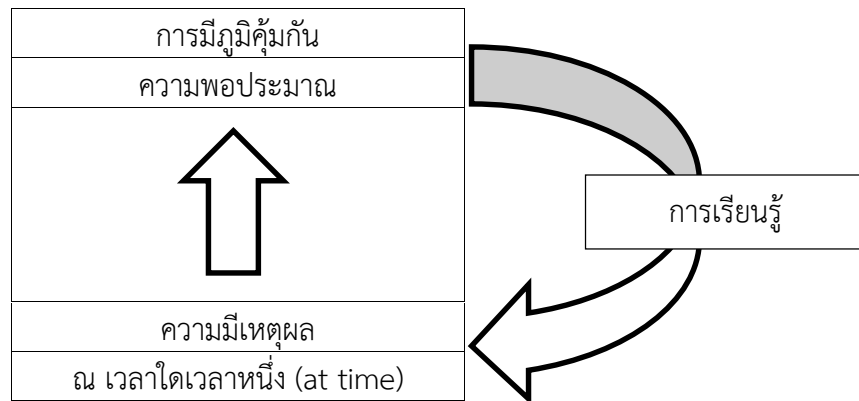 การมีภูมิคุ้มกัน
ความพอประมาณ
การเรียนรู้
ความมีเหตุผล
ณ เวลาใดเวลาหนึ่ง (at time)